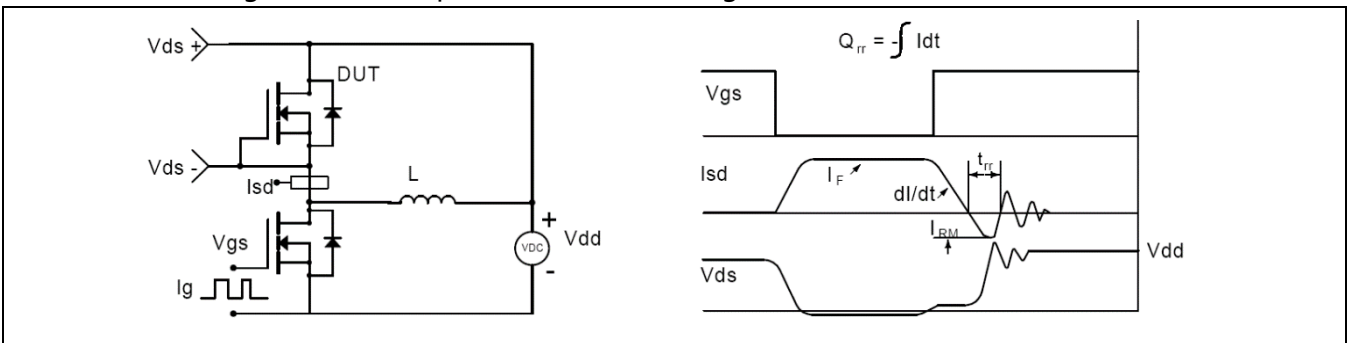 Vds +
DUT
Vds -
Isd
L
Vgs
Ig
+
VDC
-
Vdd
Q rr = -∫ Idt
Vgs
Isd
I F
dI/dt
t rr
I RM
Vds
Vdd